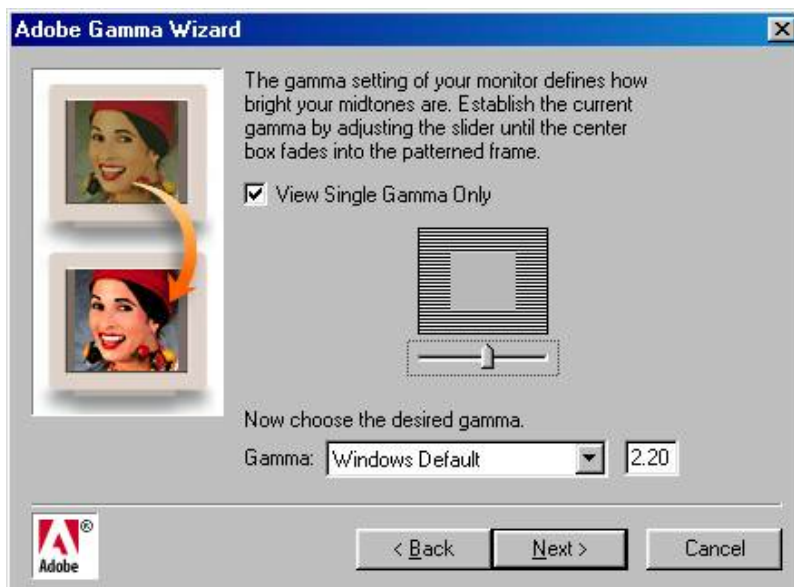 Adobe Gamma Wizard
The gamma setting of your monitor defines how
bright your midtones are. Establish the current
gamma by adjusting the slider until the center
box fades into the patterned frame.
View Single Gamma Only
Now choose the desired gamma.
Gamma: Windows Default 2.20
Adobe ®
< Back Next > Cancel